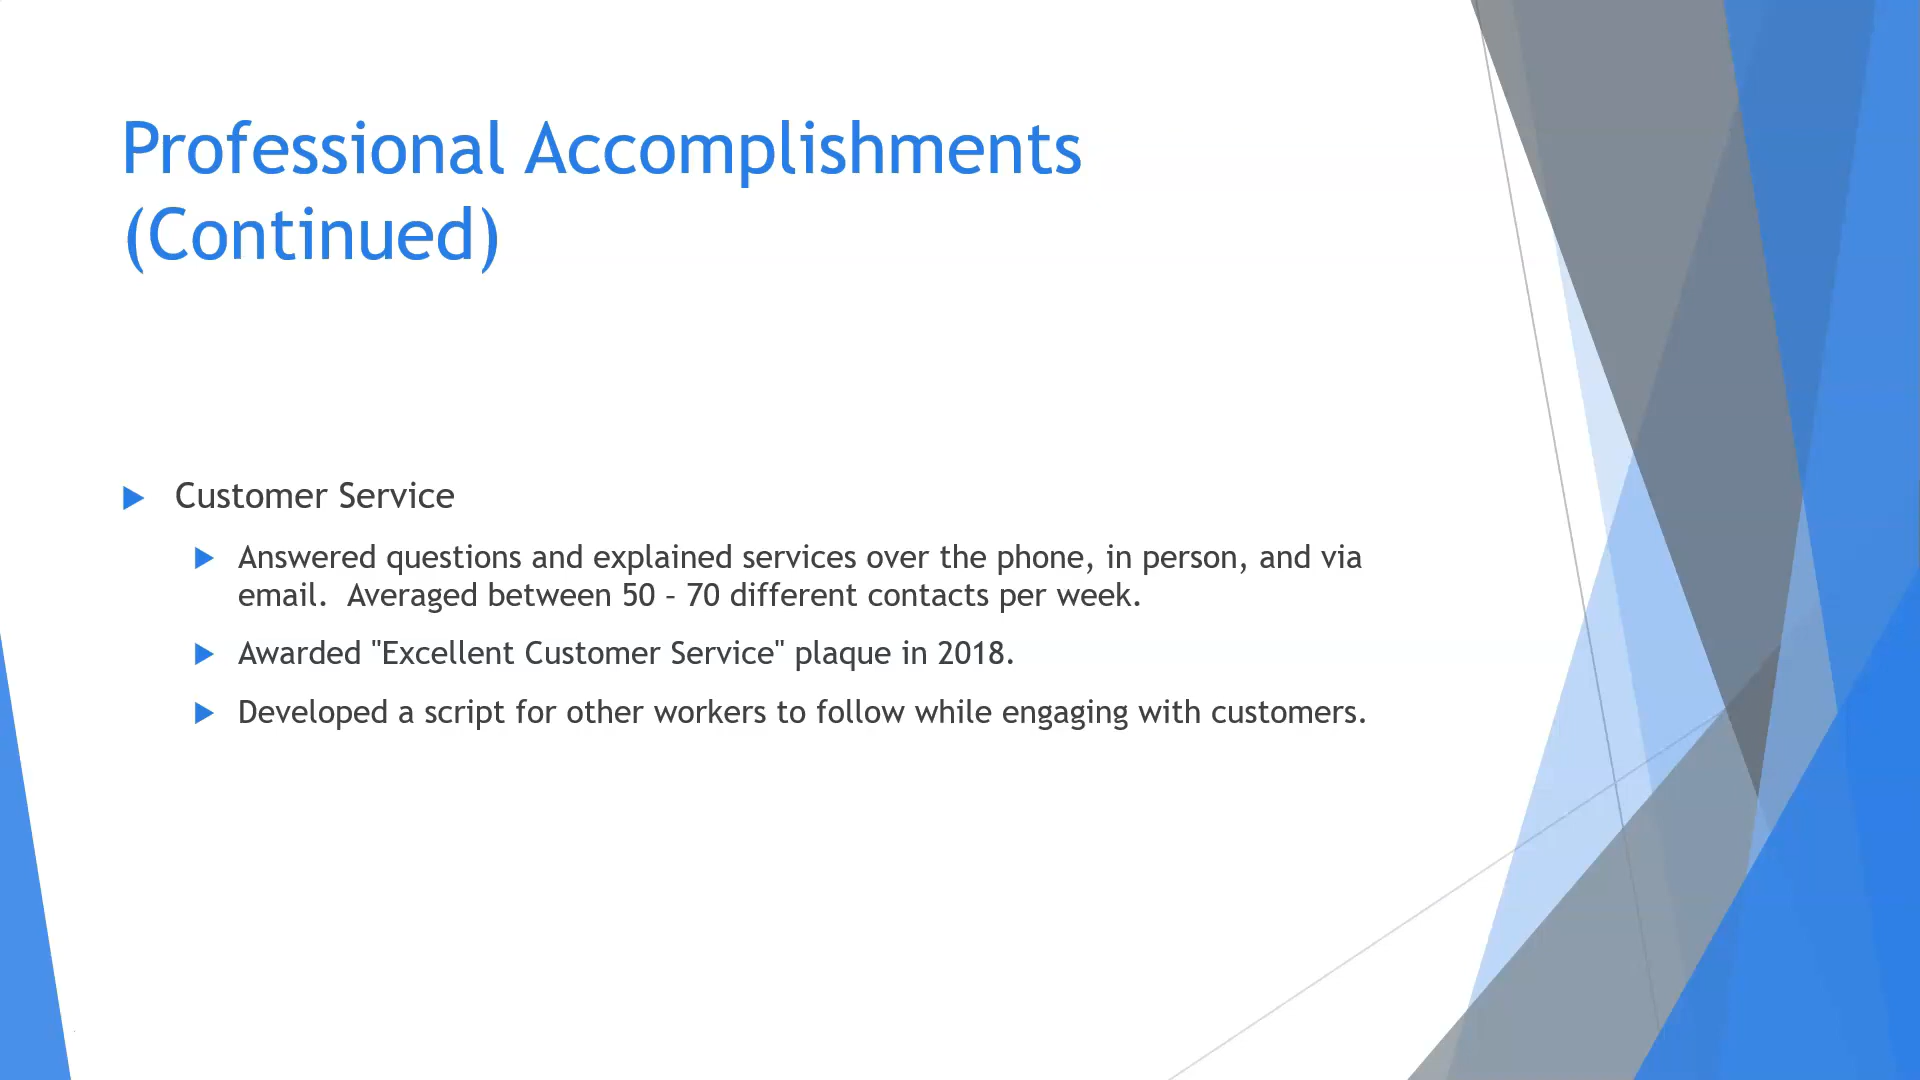 Professional Accomplishments
(Continued)
Customer Service
Answered questions and explained services over the phone, in person, and via
email.  Averaged between 50 – 70 different contacts per week.
Awarded "Excellent Customer Service" plaque in 2018.
Developed a script for other workers to follow while engaging with customers.